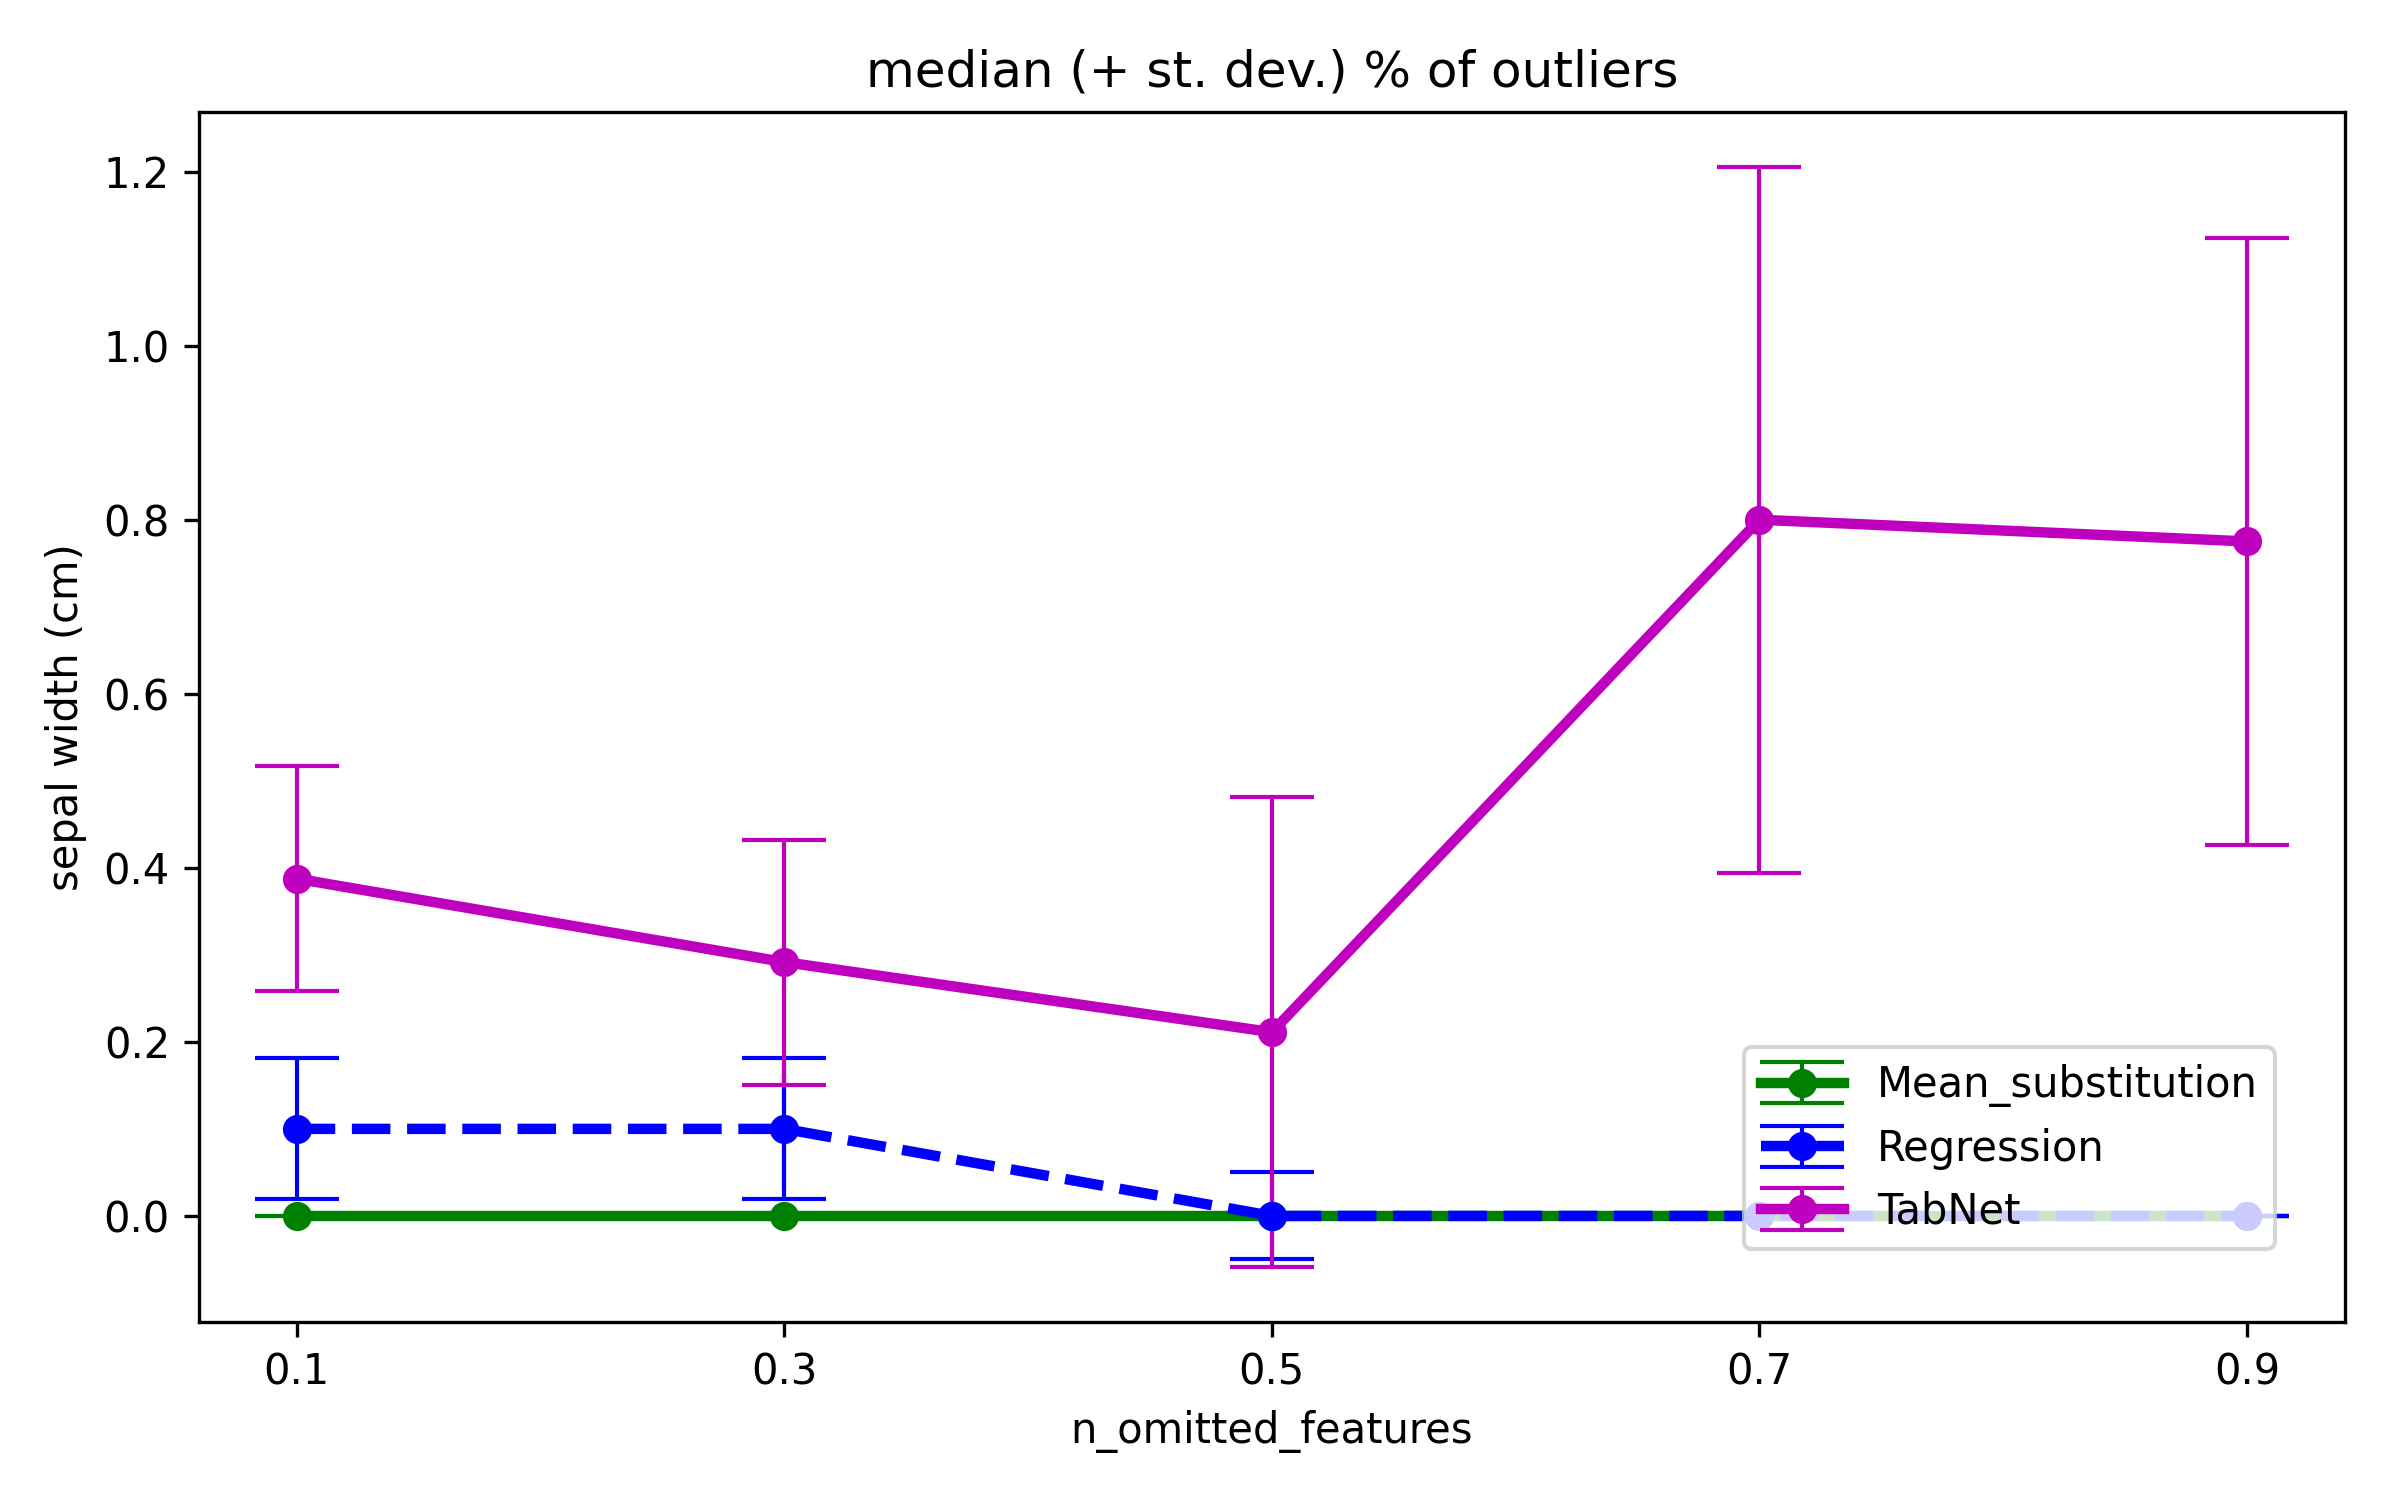 median (+ st. dev.) % of outliers
1.2
1.0
0.8
0.6
0.4
0.2
0.0
sepal width (cm)
Mean_substitution
Regression
TabNet
0.1 0.3 0.5 0.7 0.9
n_omitted_features